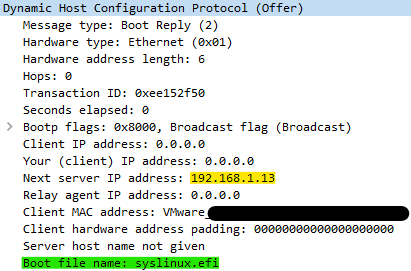 Dynamic Host Configuration Protocol (Offer)
Message type: Boot Reply (2)
Hardware type: Ethernet (0x01)
Hardware address length: 6
Hops: 0
Transaction ID: 0xee152f50
Seconds elapsed: 0
Bootp flags: 0x8000, Broadcast flag (Broadcast)
Client IP address: 0.0.0.0
Your (client) IP address: 0.0.0.0
Next server IP address: 192.168.1.13
Relay agent IP address: 0.0.0.0
Client MAC address: VMware_
Client hardware address padding: 00000000000000000000
Server host name not given
Boot file name: syslinux.efi